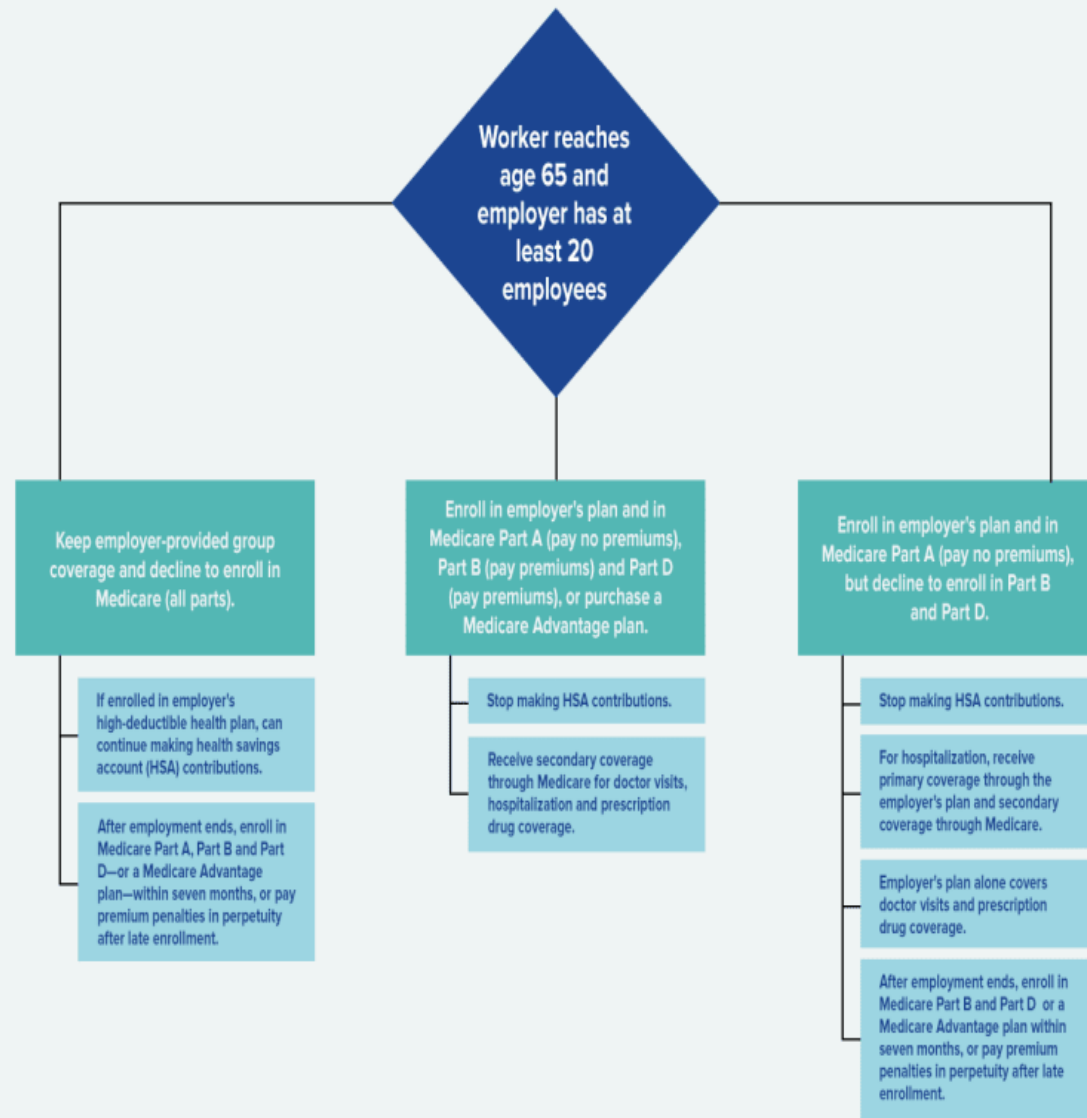 Worker reaches
age 65 and
employer has at
least 20
employees
Keep employer-provided group
coverage and decline to enroll in
Medicare (all parts).
If enrolled in employer's
high-deductible health plan, can
continue making health savings
account (HSA) contributions.
After employment ends, enroll in
Medicare Part A, Part B and Part
D—or a Medicare Advantage
plan—within seven months, or pay
premium penalties in perpetuity
after late enrollment.
Enroll in employer's plan and in
Medicare Part A (pay no premiums),
Part B (pay premiums) and Part D
(pay premiums), or purchase a
Medicare Advantage plan.
Stop making HSA contributions.
Receive secondary coverage
through Medicare for doctor visits,
hospitalization and prescription
drug coverage.
Enroll in employer's plan and in
Medicare Part A (pay no premiums),
but decline to enroll in Part B
and Part D.
Stop making HSA contributions.
For hospitalization, receive
primary coverage through the
employer's plan and secondary
coverage through Medicare.
Employer's plan alone covers
doctor visits and prescription
drug coverage.
After employment ends, enroll in
Medicare Part B and Part D or a
Medicare Advantage plan within
seven months, or pay premium
penalties in perpetuity after late
enrollment.